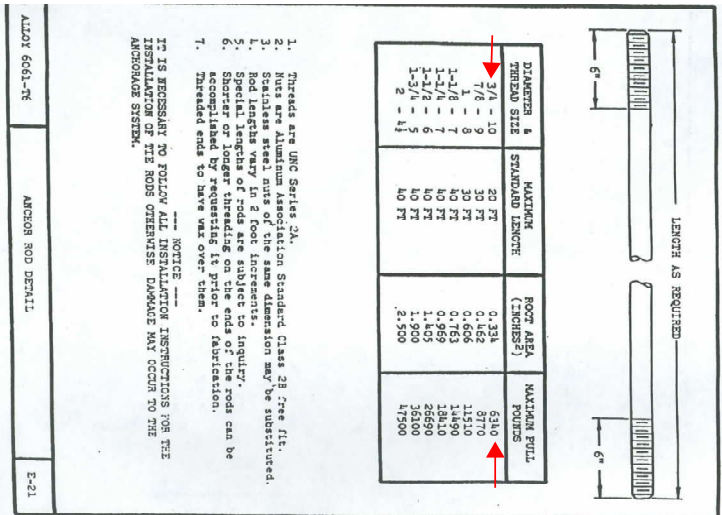 LENGTH AS REQUIRED
6" 6"
DIAMETER & MAXIMUM ROOT AREA MAXIMUM PULL
THREAD SIZE STANDARD LENGTH (INCHES2) POUNDS
3/4 - 10 20 FT 0.334 6340
7/8 - 9 30 FT 0.462 8770
1 - 8 30 FT 0.606 11510
1-1/8 - 7 40 FT 0.763 14490
1-1/4 - 7 40 FT 0.969 18410
1-1/2 - 6 40 FT 1.405 26690
1-3/4 - 5 40 FT 1.900 36100
2 - 4½ 40 FT 2.500 47500
1. Threads are UNC Series 2A.
2. Nuts are Aluminum Association Standard Class 2B free fit.
3. Stainless steel nuts of the same dimension may be substituted.
4. Rod lengths vary in 2 foot increments.
5. Special lengths of rods are subject to inquiry.
6. Shorter or longer threading on the ends of the rods can be
accomplished by requesting it prior to fabrication.
7. Threaded ends to have wax over them.
---- NOTICE ----
IT IS NECESSARY TO FOLLOW ALL INSTALLATION INSTRUCTIONS FOR THE
INSTALLATION OF TIE RODS OTHERWISE DAMMAGE MAY OCCUR TO THE
ANCHORAGE SYSTEM.
ALLOY 6061-T6 ANCHOR ROD DETAIL E-21